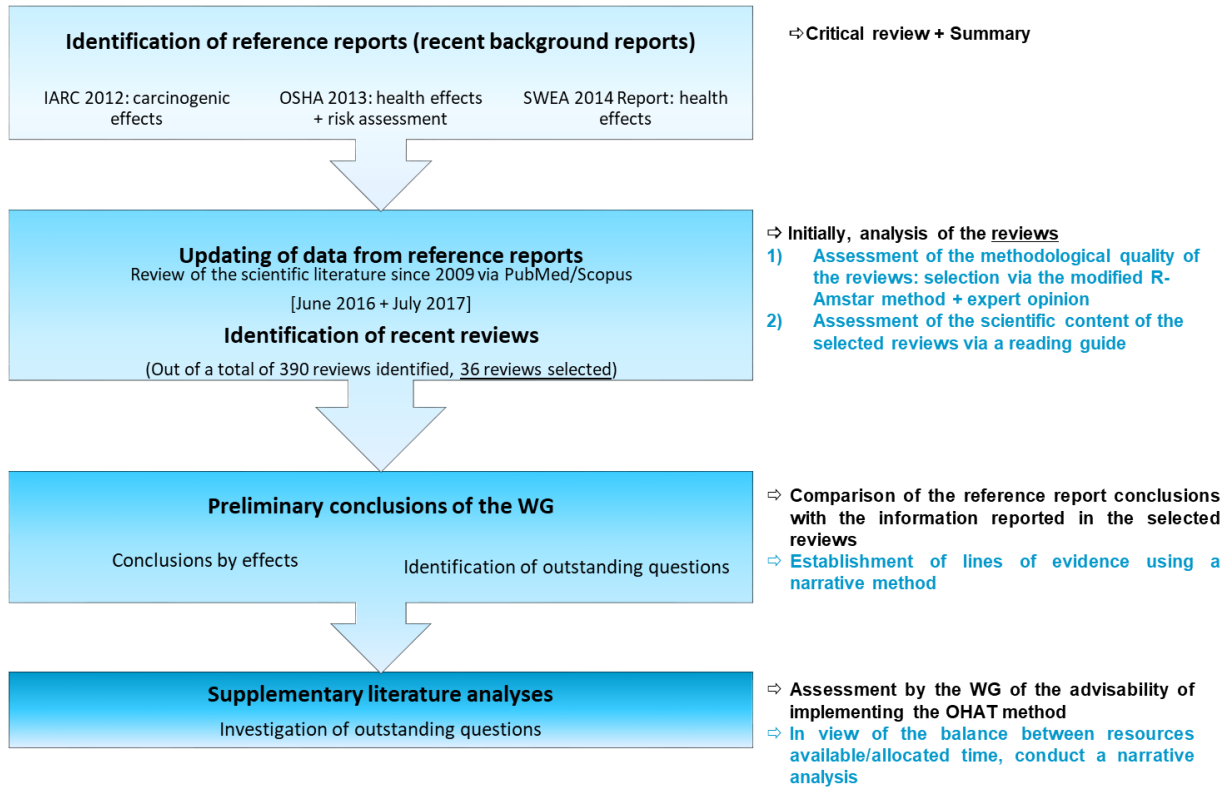 Identification of reference reports (recent background reports)
IARC 2012: carcinogenic
effects
OSHA 2013: health effects
+ risk assessment
SWEA 2014 Report: health
effects
⇨Critical review + Summary
Updating of data from reference reports
Review of the scientific literature since 2009 via PubMed/Scopus
[June 2016 + July 2017]
Identification of recent reviews
(Out of a total of 390 reviews identified, 36 reviews selected)
⇨ Initially, analysis of the reviews
1) Assessment of the methodological quality of
the reviews: selection via the modified R-
Amstar method + expert opinion
2) Assessment of the scientific content of the
selected reviews via a reading guide
Preliminary conclusions of the WG
Conclusions by effects
Identification of outstanding questions
⇨ Comparison of the reference report conclusions
with the information reported in the selected
reviews
⇨ Establishment of lines of evidence using a
narrative method
Supplementary literature analyses
Investigation of outstanding questions
⇨ Assessment by the WG of the advisability of
implementing the OHAT method
⇨ In view of the balance between resources
available/allocated time, conduct a narrative
analysis